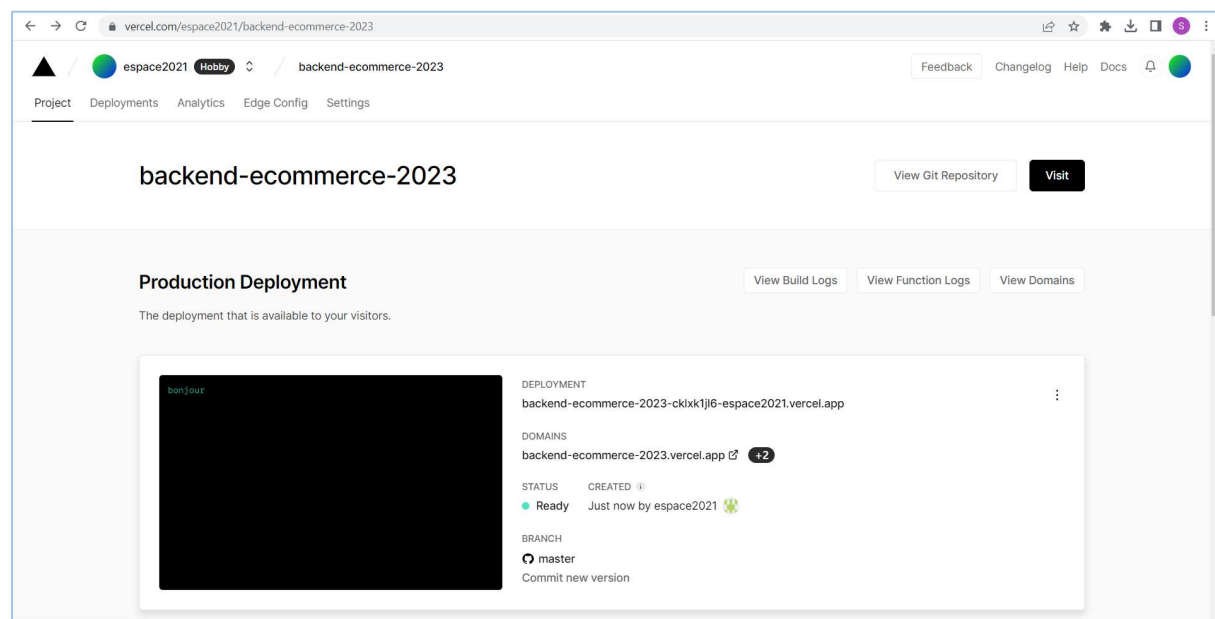 vercel.com/espace2021/backend-ecommerce-2023
S
espace2021 Hobby backend-ecommerce-2023 Feedback Changelog Help Docs
Project Deployments Analytics Edge Config Settings
backend-ecommerce-2023 View Git Repository Visit
Production Deployment View Build Logs View Function Logs View Domains
The deployment that is available to your visitors.
bonjour
DEPLOYMENT
backend-ecommerce-2023-cklxk1jl6-espace2021.vercel.app
DOMAINS
backend-ecommerce-2023.vercel.app +2
STATUS CREATED
Ready Just now by espace2021
BRANCH
master
Commit new version